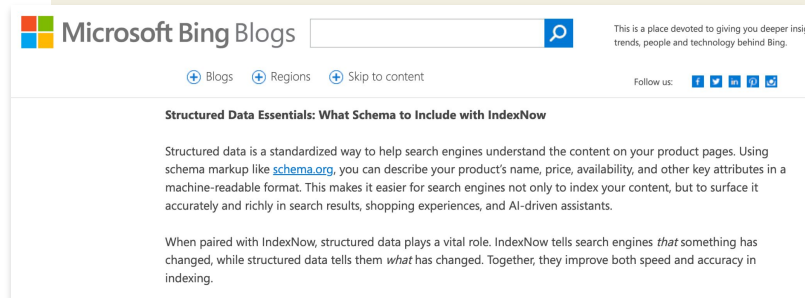 Microsoft Bing Blogs
This is a place devoted to giving you deeper
trends, people and technology behind Bing.
Blogs Regions Skip to content
Follow us:
Structured Data Essentials: What Schema to Include with IndexNow
Structured data is a standardized way to help search engines understand the content on your product pages. Using
schema markup like schema.org, you can describe your product's name, price, availability, and other key attributes in a
machine-readable format. This makes it easier for search engines not only to index your content, but to surface it
accurately and richly in search results, shopping experiences, and AI-driven assistants.
When paired with IndexNow, structured data plays a vital role. IndexNow tells search engines that something has
changed, while structured data tells them what has changed. Together, they improve both speed and accuracy in
indexing.